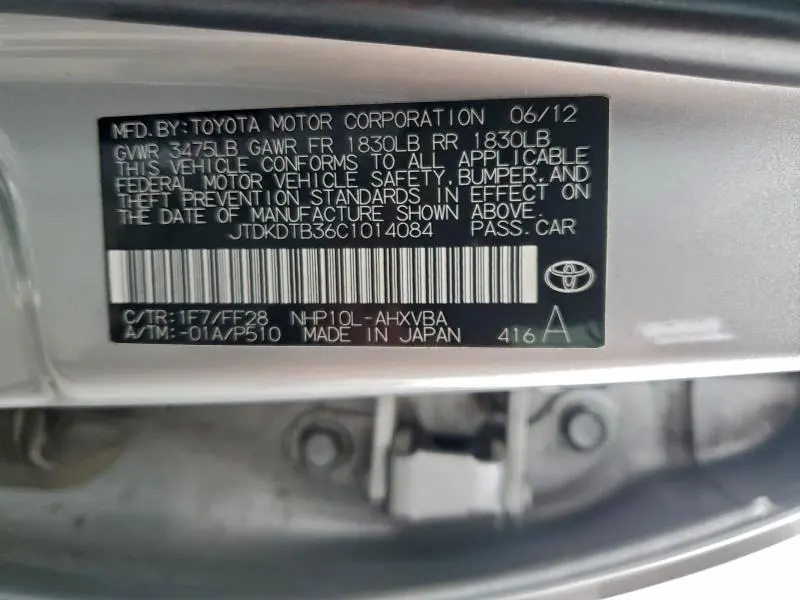 MFD. BY: TOYOTA MOTOR CORPORATION 06/12
GVWR 3475LB GAWR FR 1830LB RR 1830LB
THIS VEHICLE CONFORMS TO ALL APPLICABLE
FEDERAL MOTOR VEHICLE SAFETY, BUMPER, AND
THEFT PREVENTION STANDARDS IN EFFECT ON
THE DATE OF MANUFACTURE SHOWN ABOVE.
JTDKDTB36C1014084 PASS. CAR
C/TR: 1F7/FF28 NHP10L-AHXVBA
A/TM: -01A/P510 MADE IN JAPAN 416 A